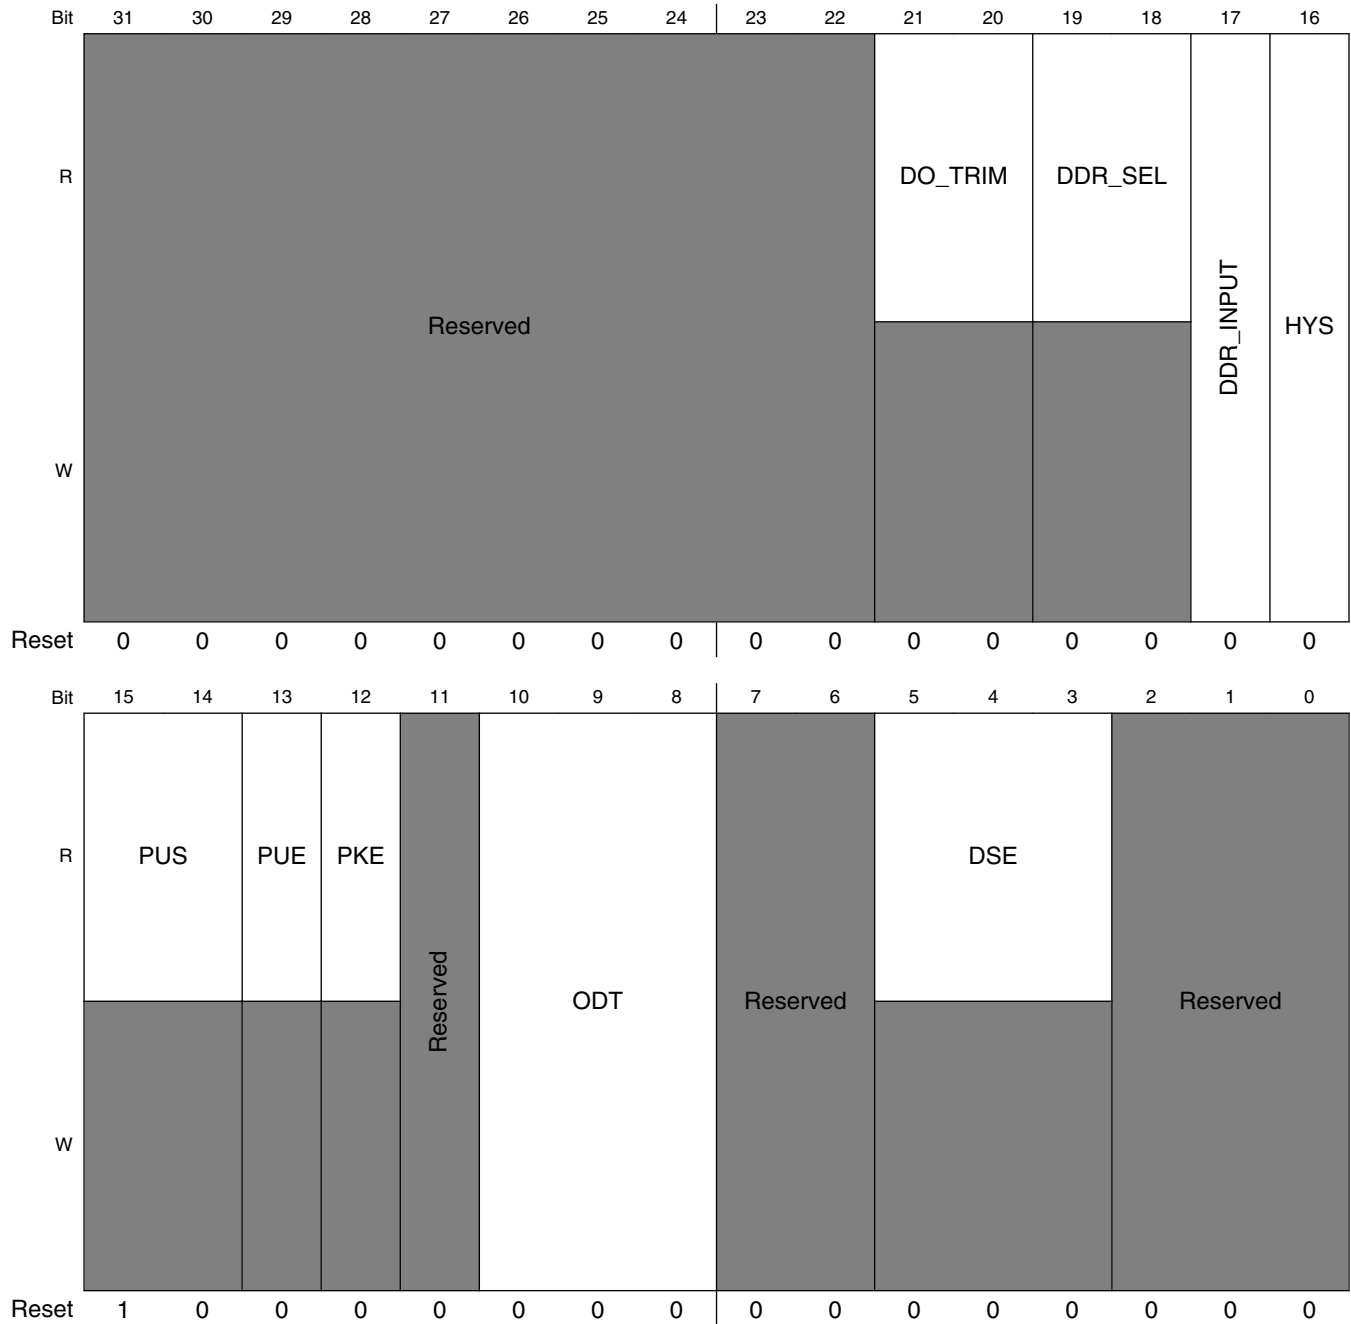 Bit 31 30 29 28 27 26 25 24 23 22 21 20 19 18 17 16
R DO_TRIM DDR_SEL
Reserved DDR_INPUT HYS
W
Reset 0 0 0 0 0 0 0 0 0 0 0 0 0 0 0 0
Bit 15 14 13 12 11 10 9 8 7 6 5 4 3 2 1 0
R PUS PUE PKE DSE
Reserved ODT Reserved Reserved
W
Reset 1 0 0 0 0 0 0 0 0 0 0 0 0 0 0 0